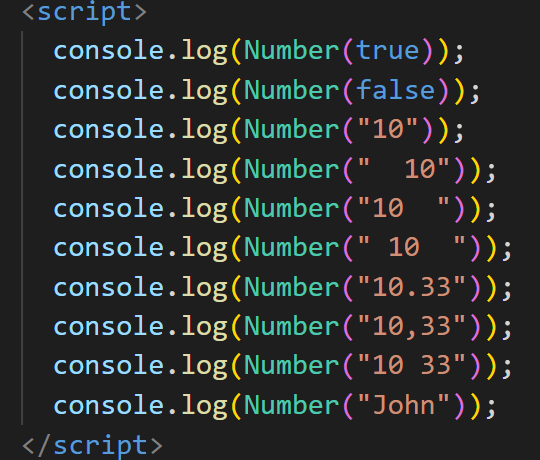 <script>
  console.log(Number(true));
  console.log(Number(false));
  console.log(Number("10"));
  console.log(Number("  10"));
  console.log(Number("10  "));
  console.log(Number(" 10  "));
  console.log(Number("10.33"));
  console.log(Number("10,33"));
  console.log(Number("10 33"));
  console.log(Number("John"));
</script>